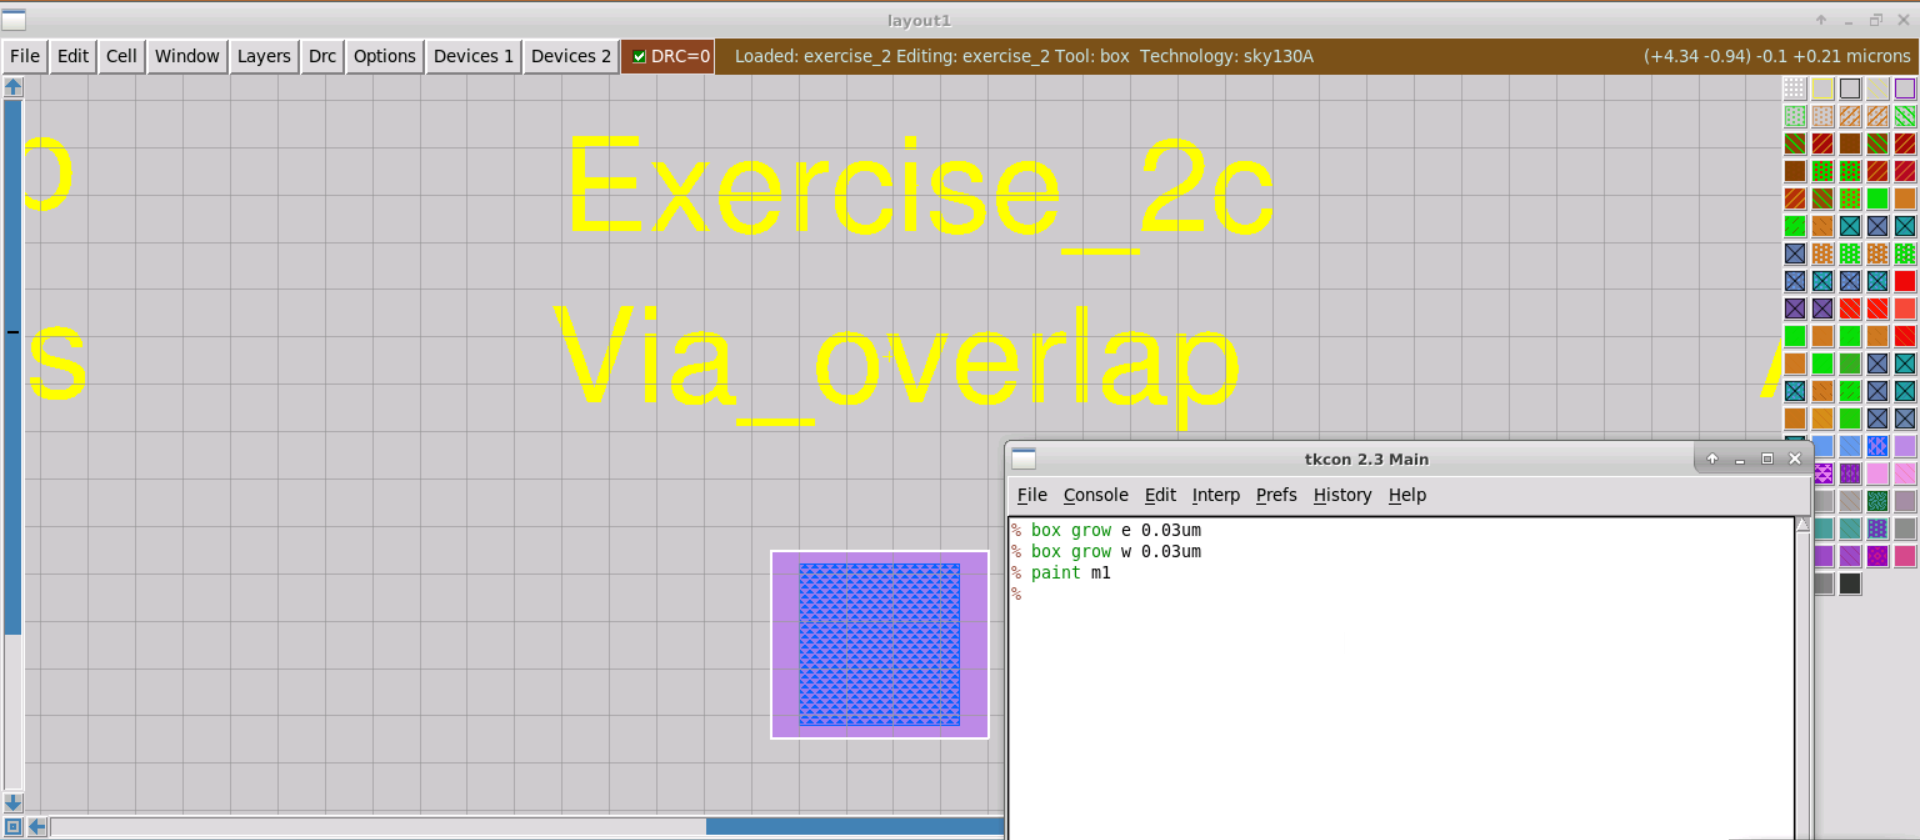 layout1
File Edit Cell Window Layers Drc Options Devices 1 Devices 2 DRC=0 Loaded: exercise_2 Editing: exercise_2 Tool: box Technology: sky130A (+4.34 -0.94) -0.1 +0.21 microns
Exercise_2c
s Via_overlap
tkcon 2.3 Main
File Console Edit Interp Prefs History Help
% box grow e 0.03um
% box grow w 0.03um
% paint m1
%